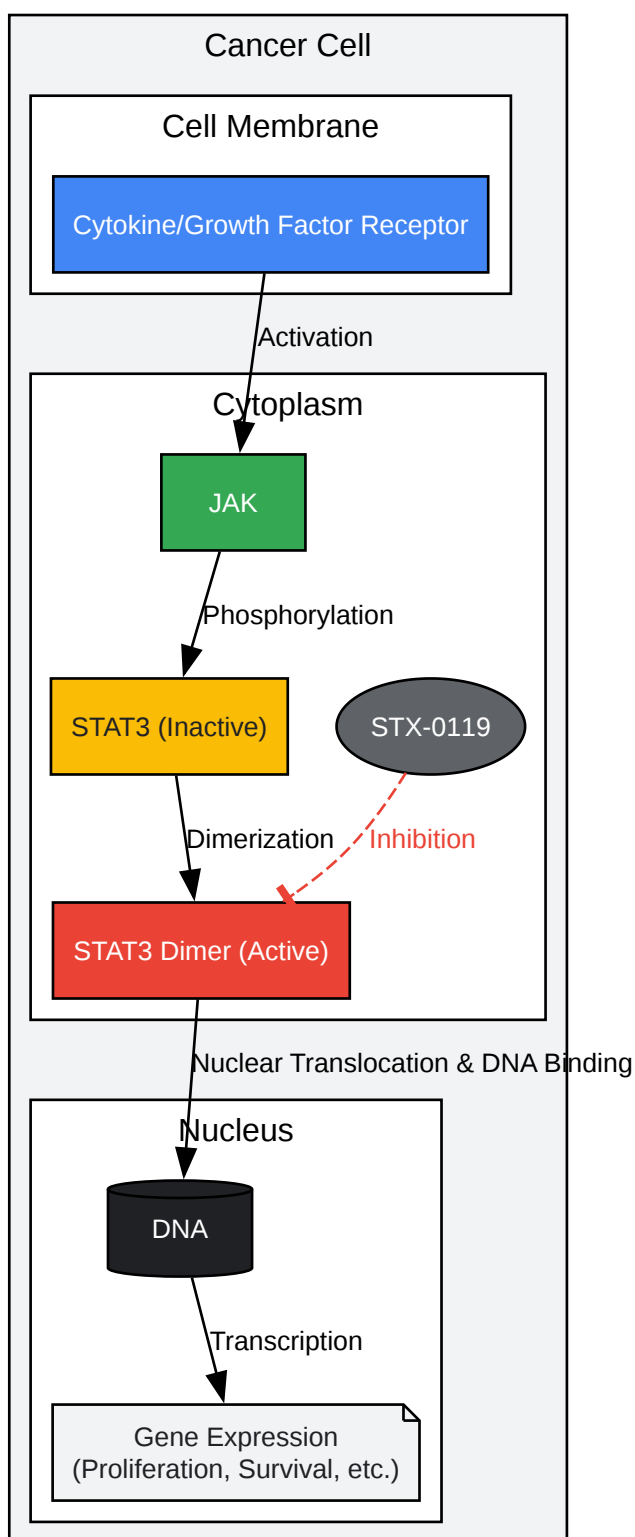 Cancer Cell
Cell Membrane
Cytokine/Growth Factor Receptor
Activation
Cytoplasm
JAK
Phosphorylation
STAT3 (Inactive)
STX-0119
Dimerization
Inhibition
STAT3 Dimer (Active)
Nuclear Translocation & DNA Binding
Nucleus
DNA
Transcription
Gene Expression
(Proliferation, Survival, etc.)